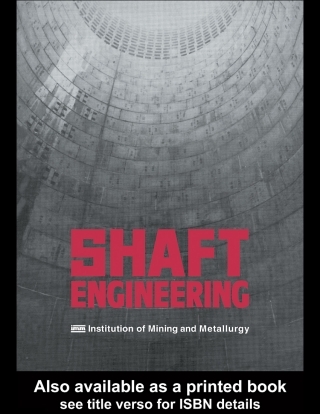 SHAFT
ENGINEERING
Institution of Mining and Metallurgy
Also available as a printed book
see title verso for ISBN details